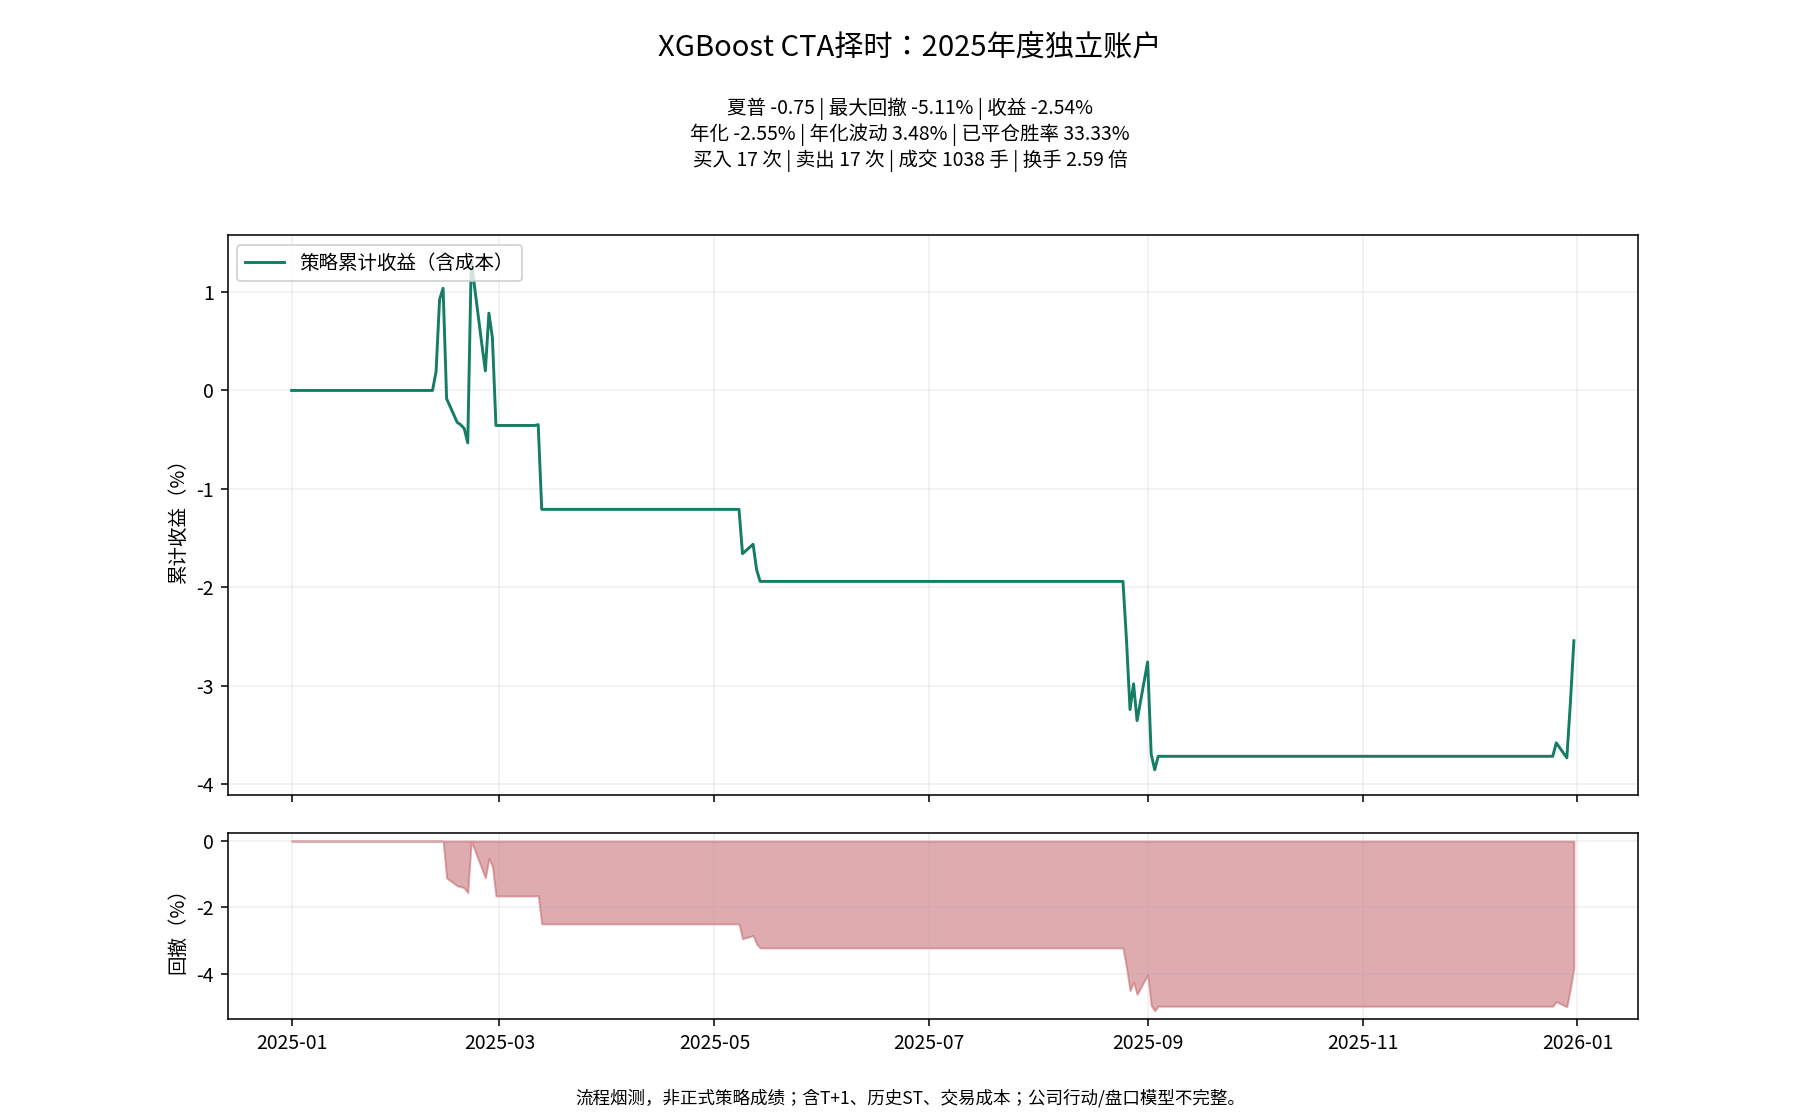 XGBoost CTA择时：2025年度独立账户
夏普 -0.75 | 最大回撤 -5.11% | 收益 -2.54%
年化 -2.55% | 年化波动 3.48% | 已平仓胜率 33.33%
买入 17 次 | 卖出 17 次 | 成交 1038 手 | 换手 2.59 倍
策略累计收益（含成本）
累计收益（%）
1
0
-1
-2
-3
-4
回撤（%）
0
-2
-4
2025-01
2025-03
2025-05
2025-07
2025-09
2025-11
2026-01
流程烟测，非正式策略成绩；含T+1、历史ST、交易成本；公司行动/盘口模型不完整。